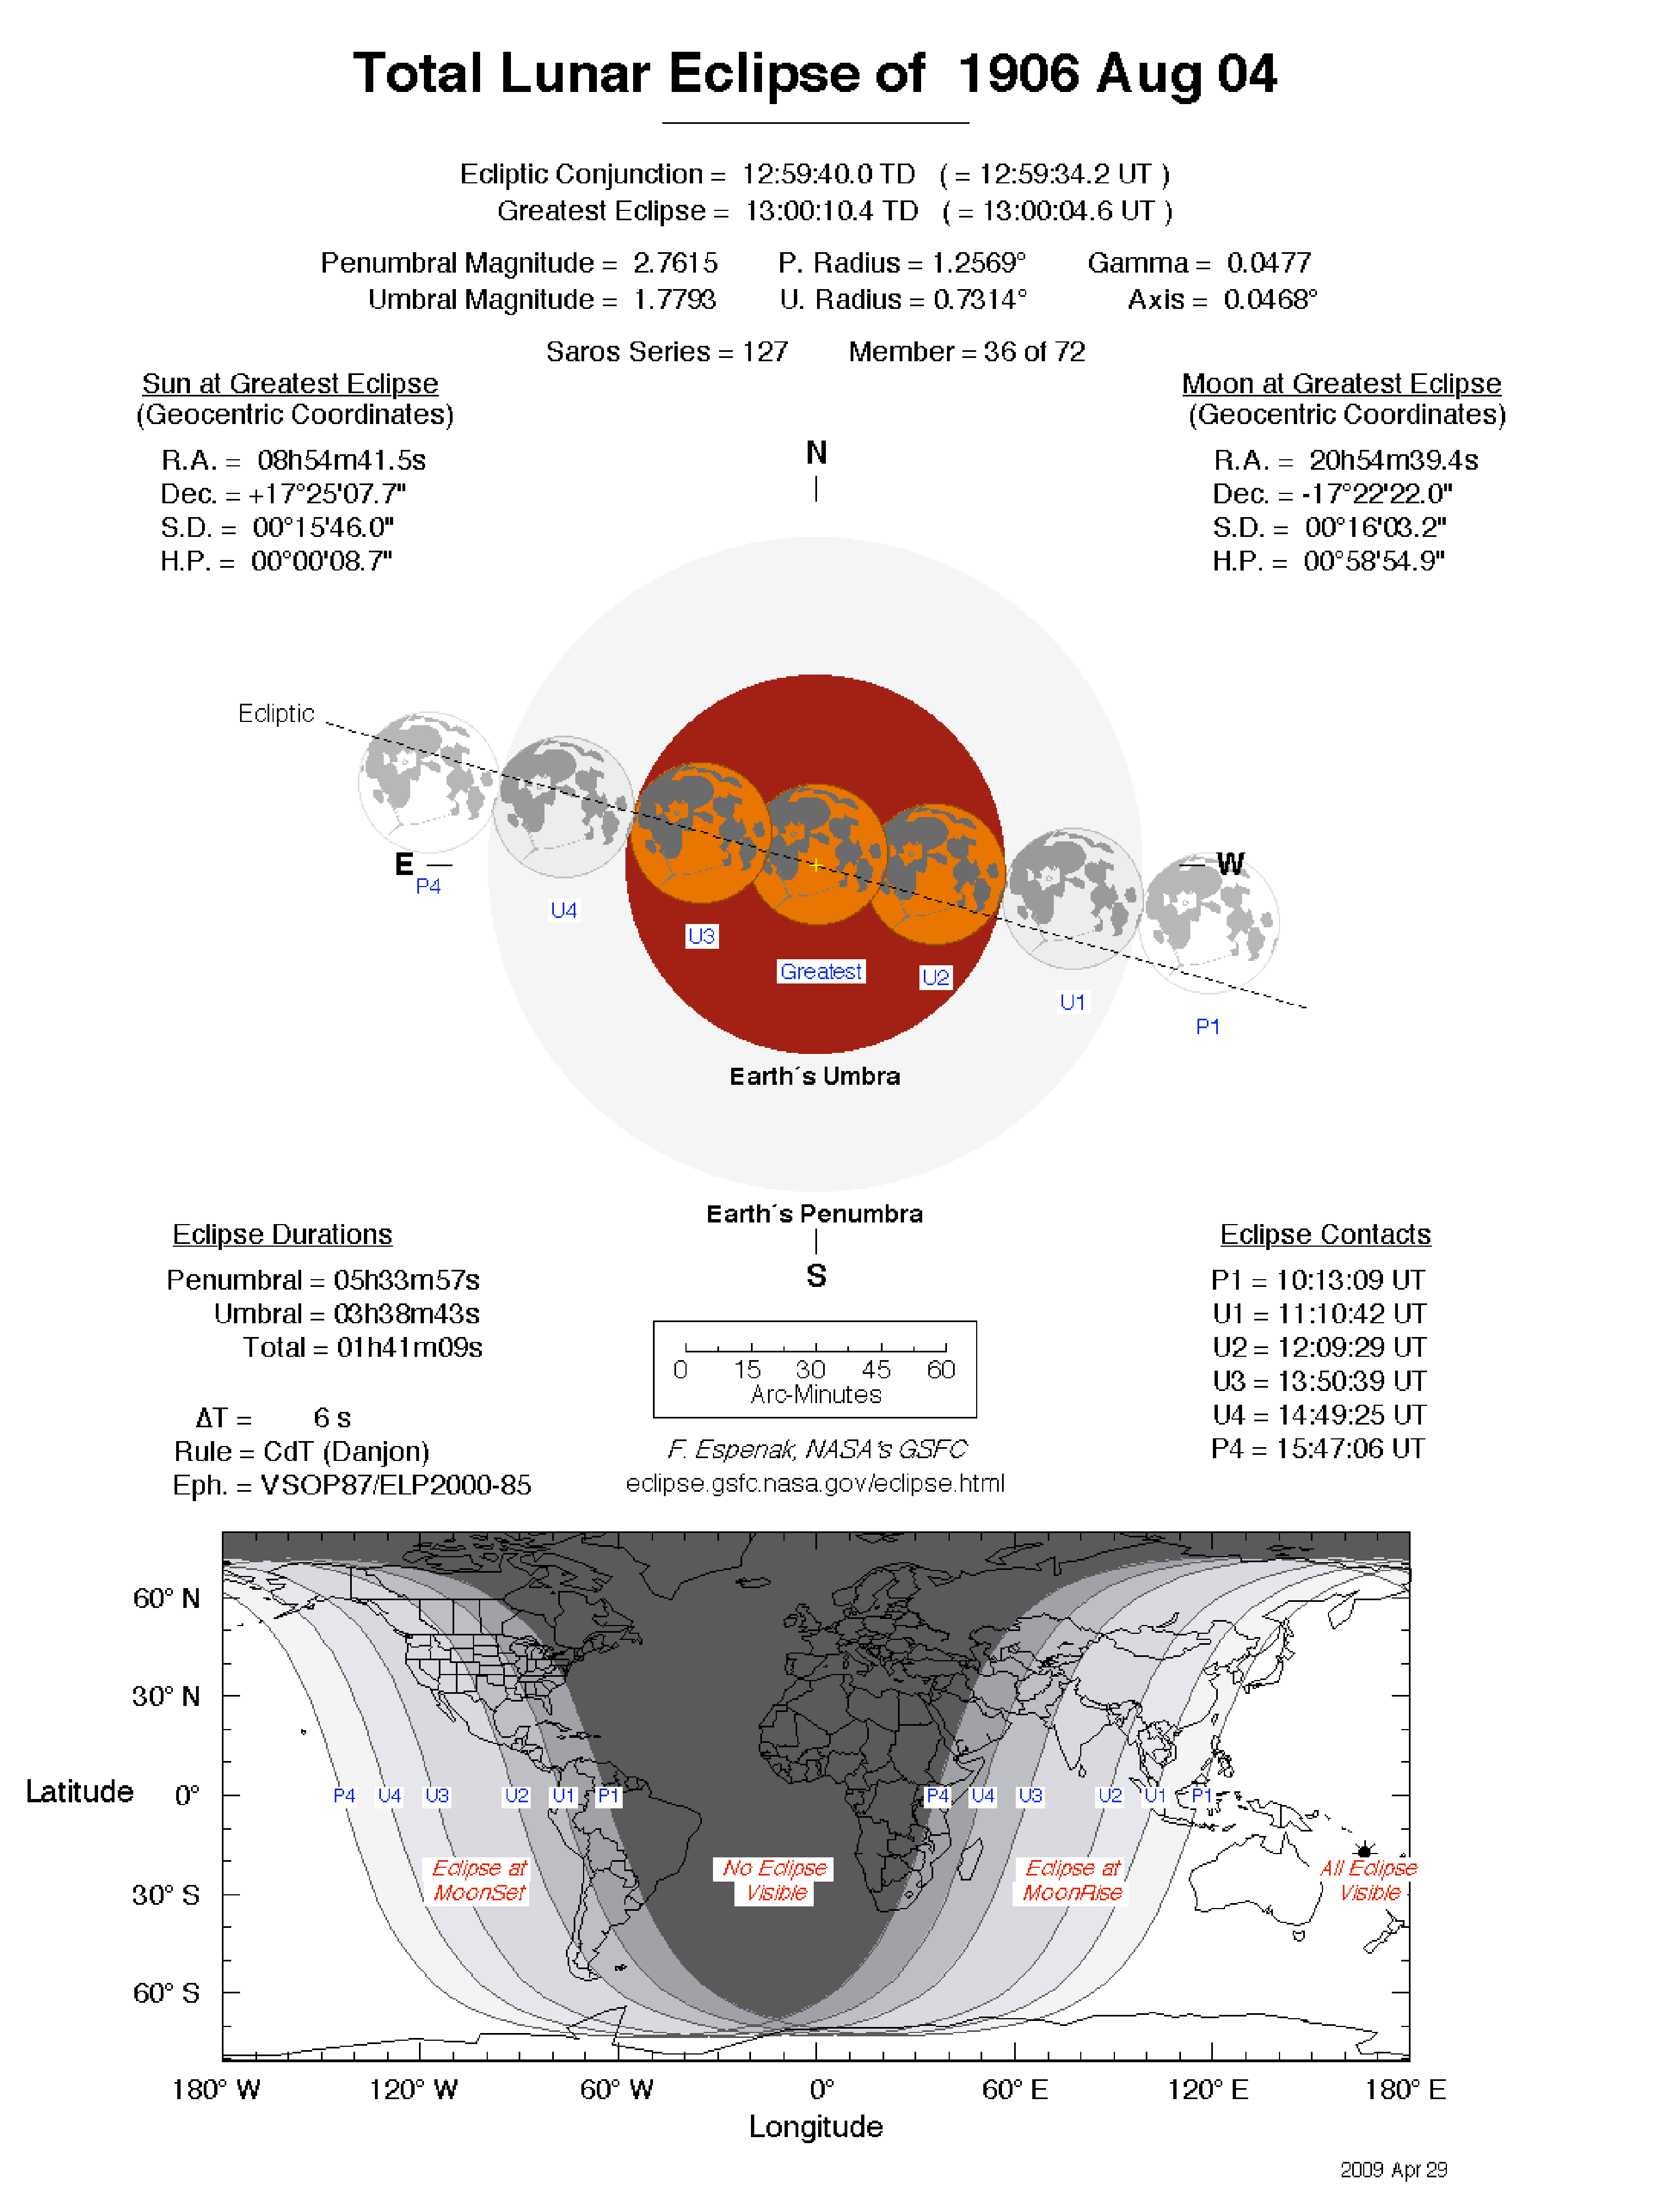 Total Lunar Eclipse of 1906 Aug 04
Ecliptic Conjunction = 12:59:40.0 TD ( = 12:59:34.2 UT )
Greatest Eclipse = 13:00:10.4 TD ( = 13:00:04.6 UT )
Penumbral Magnitude = 2.7615 P. Radius = 1.2569° Gamma = 0.0477
Umbral Magnitude = 1.7793 U. Radius = 0.7314° Axis = 0.0468°
Saros Series = 127 Member = 36 of 72
Sun at Greatest Eclipse
(Geocentric Coordinates)
R.A. = 08h54m41.5s
Dec. = +17°25'07.7"
S.D. = 00°15'46.0"
H.P. = 00°00'08.7"
Moon at Greatest Eclipse
(Geocentric Coordinates)
R.A. = 20h54m39.4s
Dec. = -17°22'22.0"
S.D. = 00°16'03.2"
H.P. = 00°58'54.9"
N
Ecliptic
E
W
P4
U4
U3
Greatest
U2
U1
P1
Earth´s Umbra
Earth´s Penumbra
S
Eclipse Durations
Penumbral = 05h33m57s
Umbral = 03h38m43s
Total = 01h41m09s
ΔT = 6 s
Rule = CdT (Danjon)
Eph. = VSOP87/ELP2000-85
0 15 30 45 60
Arc-Minutes
F. Espenak, NASA's GSFC
eclipse.gsfc.nasa.gov/eclipse.html
Eclipse Contacts
P1 = 10:13:09 UT
U1 = 11:10:42 UT
U2 = 12:09:29 UT
U3 = 13:50:39 UT
U4 = 14:49:25 UT
P4 = 15:47:06 UT
60° N
30° N
Latitude 0°
30° S
60° S
P4 U4 U3 U2 U1 P1 P4 U4 U3 U2 U1 P1
Eclipse at
MoonSet
No Eclipse
Visible
Eclipse at
MoonRise
All Eclipse
Visible
180° W 120° W 60° W 0° 60° E 120° E 180° E
Longitude
2009 Apr 29